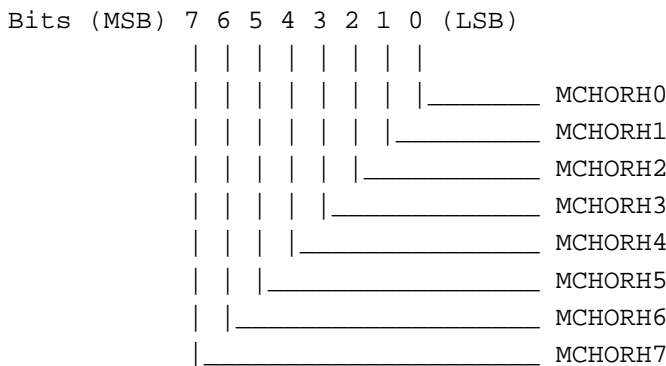 Bits (MSB) 7 6 5 4 3 2 1 0 (LSB)
MCHORH0
MCHORH1
MCHORH2
MCHORH3
MCHORH4
MCHORH5
MCHORH6
MCHORH7